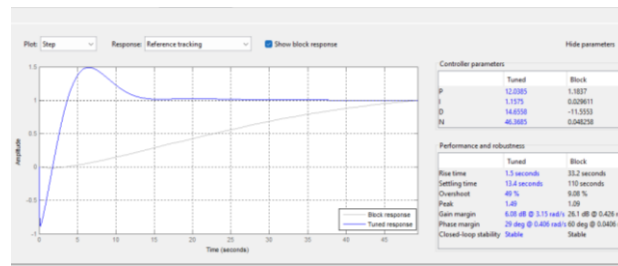 Plot: Step Response: Reference tracking Show block response Hide parameters
Controller parameters
Tuned Block
P 12.0385 1.1837
I 1.1575 0.029611
D 14.6558 -11.5553
N 46.3685 0.048258
Performance and robustness
Tuned Block
Rise time 1.5 seconds 33.2 seconds
Settling time 13.4 seconds 110 seconds
Overshoot 49 % 9.08 %
Peak 1.49 1.09
Gain margin 6.08 dB @ 3.15 rad/s 26.1 dB @ 0.426 r
Phase margin 29 deg @ 0.406 rad/s 60 deg @ 0.0406
Closed-loop stability Stable Stable
1.5
1
0.5
0
-0.5
-1
Amplitude
Block response
Tuned response
0 5 10 15 20 25 30 35 40 45
Time (seconds)